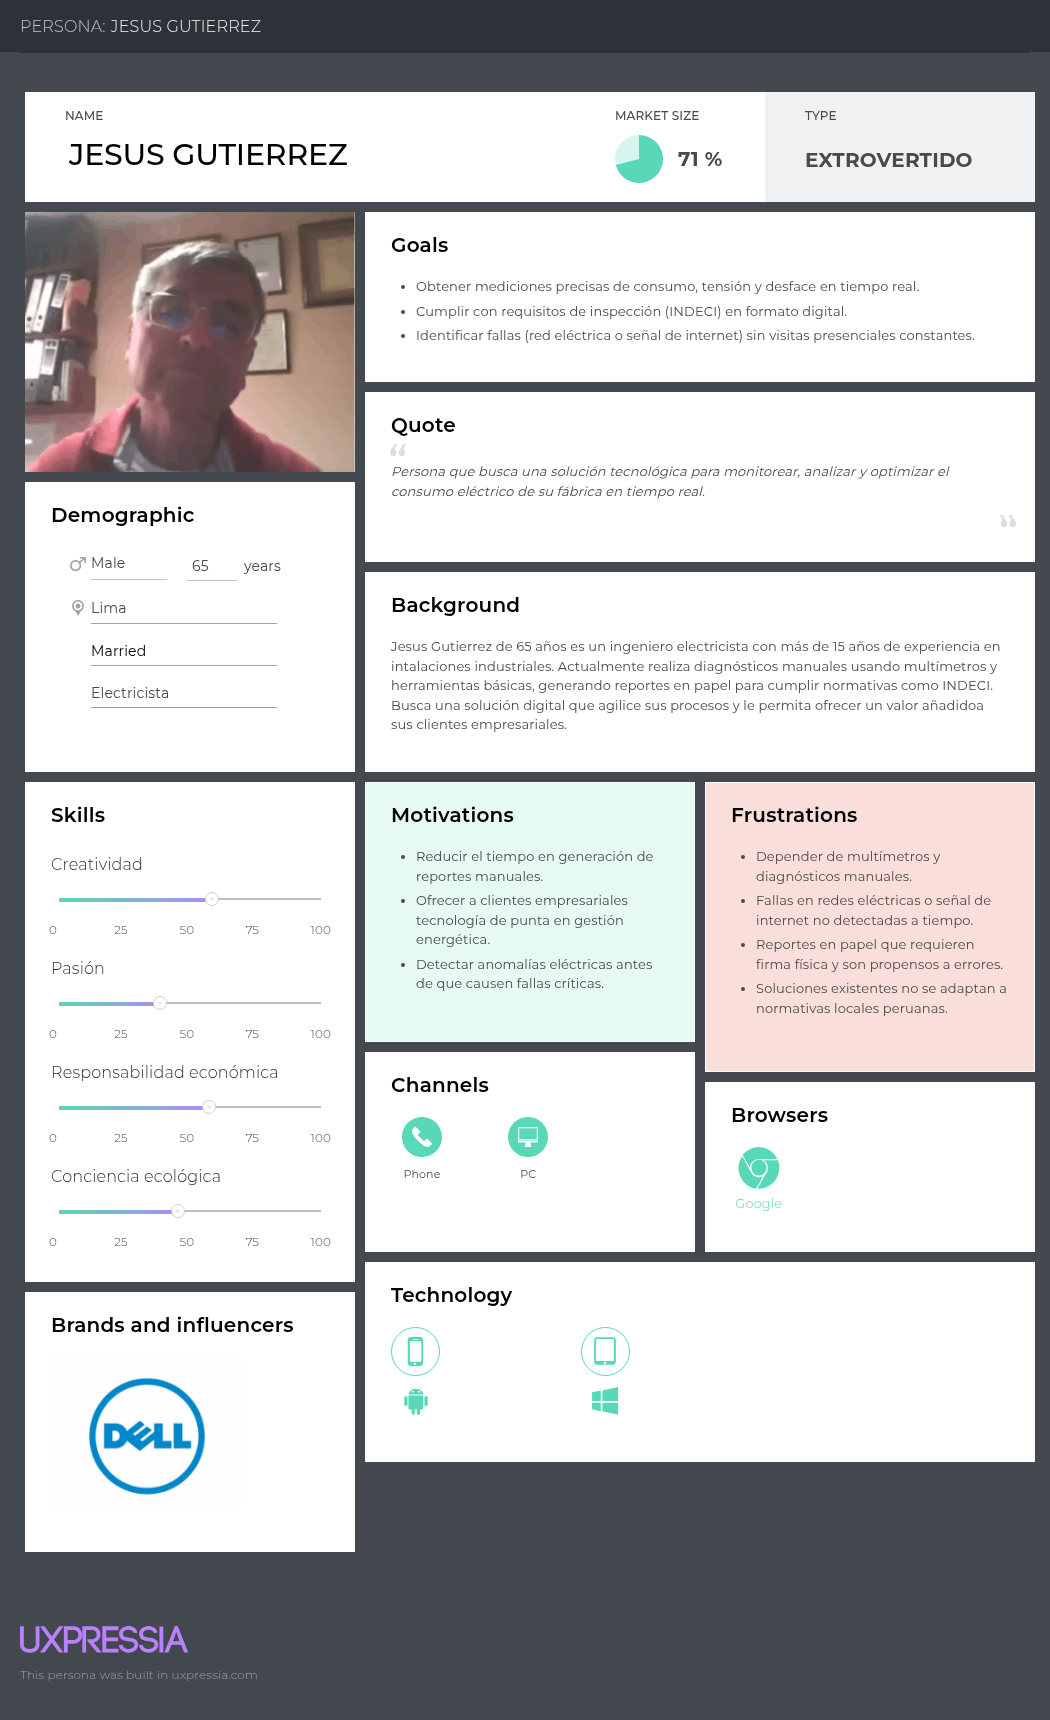 PERSONA: JESUS GUTIERREZ
NAME
JESUS GUTIERREZ
MARKET SIZE
71 %
TYPE
EXTROVERTIDO
Goals
Obtener mediciones precisas de consumo, tensión y desface en tiempo real.
Cumplir con requisitos de inspección (INDECI) en formato digital.
Identificar fallas (red eléctrica o señal de internet) sin visitas presenciales constantes.
Quote
Persona que busca una solución tecnológica para monitorear, analizar y optimizar el
consumo eléctrico de su fábrica en tiempo real.
Demographic
Male
65 years
Lima
Married
Electricista
Background
Jesus Gutierrez de 65 años es un ingeniero electricista con más de 15 años de experiencia en
intalaciones industriales. Actualmente realiza diagnósticos manuales usando multímetros y
herramientas básicas, generando reportes en papel para cumplir normativas como INDECI.
Busca una solución digital que agilice sus procesos y le permita ofrecer un valor añadidoa
sus clientes empresariales.
Skills
Creatividad
0 25 50 75 100
Pasión
0 25 50 75 100
Responsabilidad económica
0 25 50 75 100
Conciencia ecológica
0 25 50 75 100
Motivations
Reducir el tiempo en generación de
reportes manuales.
Ofrecer a clientes empresariales
tecnología de punta en gestión
energética.
Detectar anomalías eléctricas antes
de que causen fallas críticas.
Frustrations
Depender de multímetros y
diagnósticos manuales.
Fallas en redes eléctricas o señal de
internet no detectadas a tiempo.
Reportes en papel que requieren
firma física y son propensos a errores.
Soluciones existentes no se adaptan a
normativas locales peruanas.
Channels
Phone
PC
Browsers
Google
Technology
Brands and influencers
DELL
UXPRESSIA
This persona was built in uxpressia.com